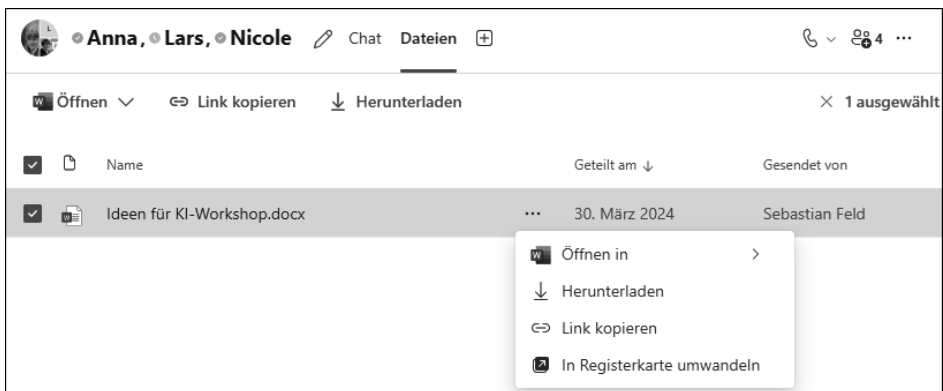 Anna, Lars, Nicole Chat Dateien 4 ...
Öffnen Link kopieren Herunterladen 1 ausgewählt
Name Geteilt am Gesendet von
Ideen für KI-Workshop.docx ... 30. März 2024 Sebastian Feld
Öffnen in
Herunterladen
Link kopieren
In Registerkarte umwandeln